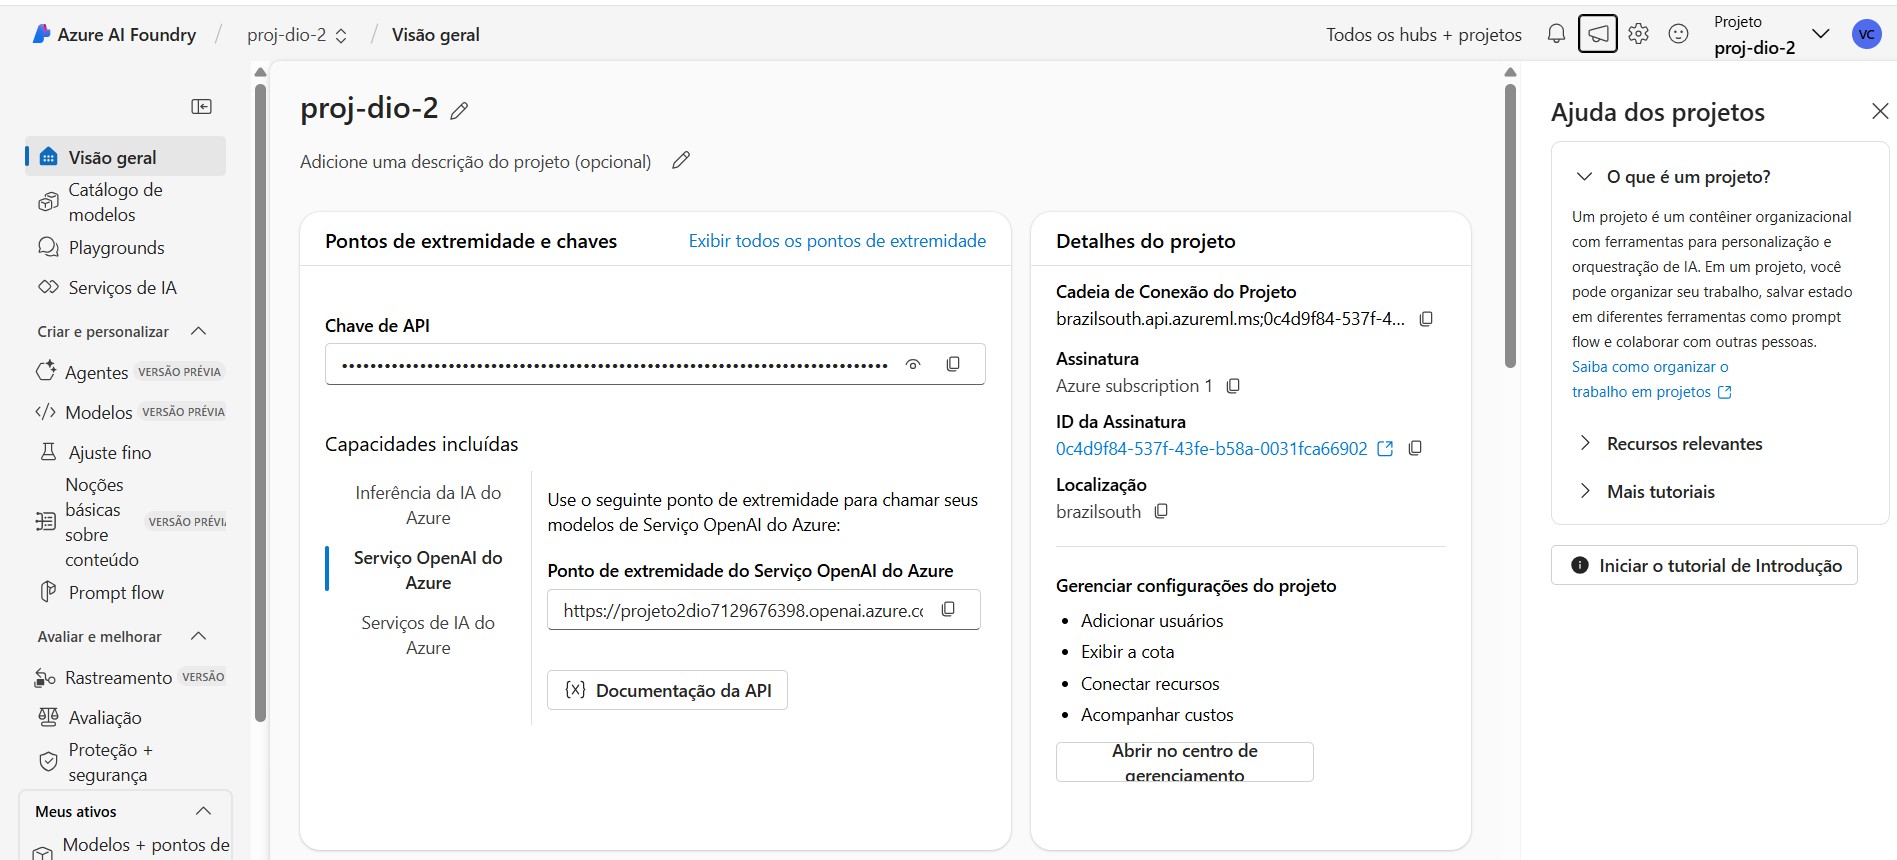 Azure AI Foundry / proj-dio-2 / Visão geral
Todos os hubs + projetos
Projeto
proj-dio-2
VC
Visão geral
Catálogo de
modelos
Playgrounds
Serviços de IA
Criar e personalizar
Agentes VERSÃO PRÉVIA
Modelos VERSÃO PRÉVIA
Ajuste fino
Noções
básicas
sobre
conteúdo
VERSÃO PRÉVI
Prompt flow
Avaliar e melhorar
Rastreamento VERSÃO
Avaliação
Proteção +
segurança
Meus ativos
Modelos + pontos de
proj-dio-2
Adicione uma descrição do projeto (opcional)
Pontos de extremidade e chaves
Exibir todos os pontos de extremidade
Chave de API
Capacidades incluídas
Inferência da IA do
Azure
Serviço OpenAI do
Azure
Serviços de IA do
Azure
Use o seguinte ponto de extremidade para chamar seus
modelos de Serviço OpenAI do Azure:
Ponto de extremidade do Serviço OpenAI do Azure
https://projeto2dio7129676398.openai.azure.cc
{x} Documentação da API
Detalhes do projeto
Cadeia de Conexão do Projeto
brazilsouth.api.azureml.ms;0c4d9f84-537f-4...
Assinatura
Azure subscription 1
ID da Assinatura
0c4d9f84-537f-43fe-b58a-0031fca66902
Localização
brazilsouth
Gerenciar configurações do projeto
• Adicionar usuários
• Exibir a cota
• Conectar recursos
• Acompanhar custos
Abrir no centro de
gerenciamento
Ajuda dos projetos
O que é um projeto?
Um projeto é um contêiner organizacional
com ferramentas para personalização e
orquestração de IA. Em um projeto, você
pode organizar seu trabalho, salvar estado
em diferentes ferramentas como prompt
flow e colaborar com outras pessoas.
Saiba como organizar o
trabalho em projetos
Recursos relevantes
Mais tutoriais
Iniciar o tutorial de Introdução